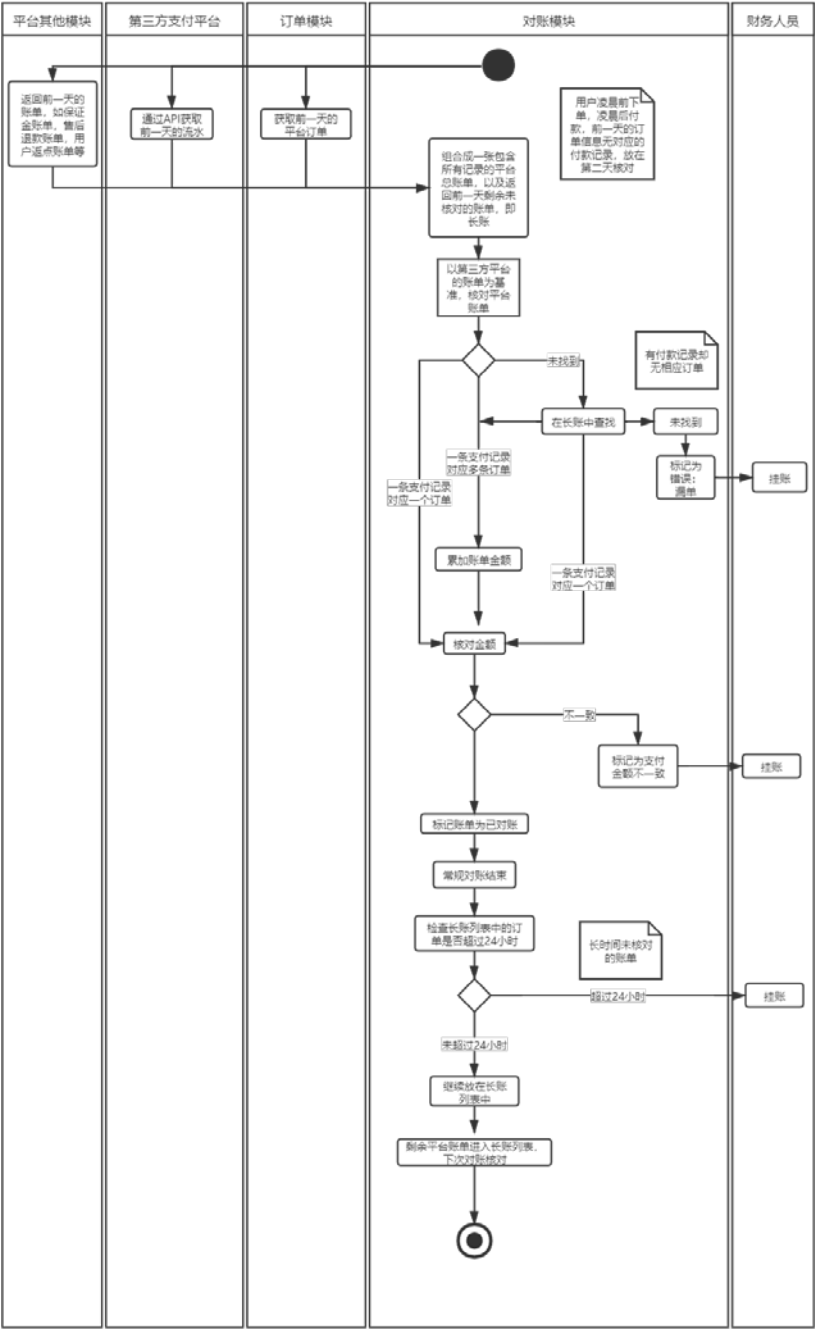 平台其他模块
第三方支付平台
订单模块
对账模块
财务人员
返回前一天的
账单，如保证
金账单，售后
退款账单，用
户返点账单等
通过API获取
前一天的流水
获取前一天的
平台订单
用户凌晨前下
单，凌晨后付
款，前一天的订
单信息无对应的
付款记录，放在
第二天核对
组合成一张包含
所有记录的平台
总账单，以及返
回前一天剩余未
核对的账单，即
长账
以第三方平台
的账单为基
准，核对平台
账单
未找到
有付款记录却
无相应订单
在长账中查找
未找到
一条支付记录
对应多条订单
标记为
错误：
漏单
挂账
一条支付记录
对应一个订单
累加账单金额
一条支付记录
对应一个订单
核对金额
不一致
标记为支付
金额不一致
挂账
标记账单为已对账
常规对账结束
检查长账列表中的订
单是否超过24小时
长时间未核对
的账单
超过24小时
挂账
未超过24小时
继续放在长账
列表中
剩余平台账单进入长账列表，
下次对账核对